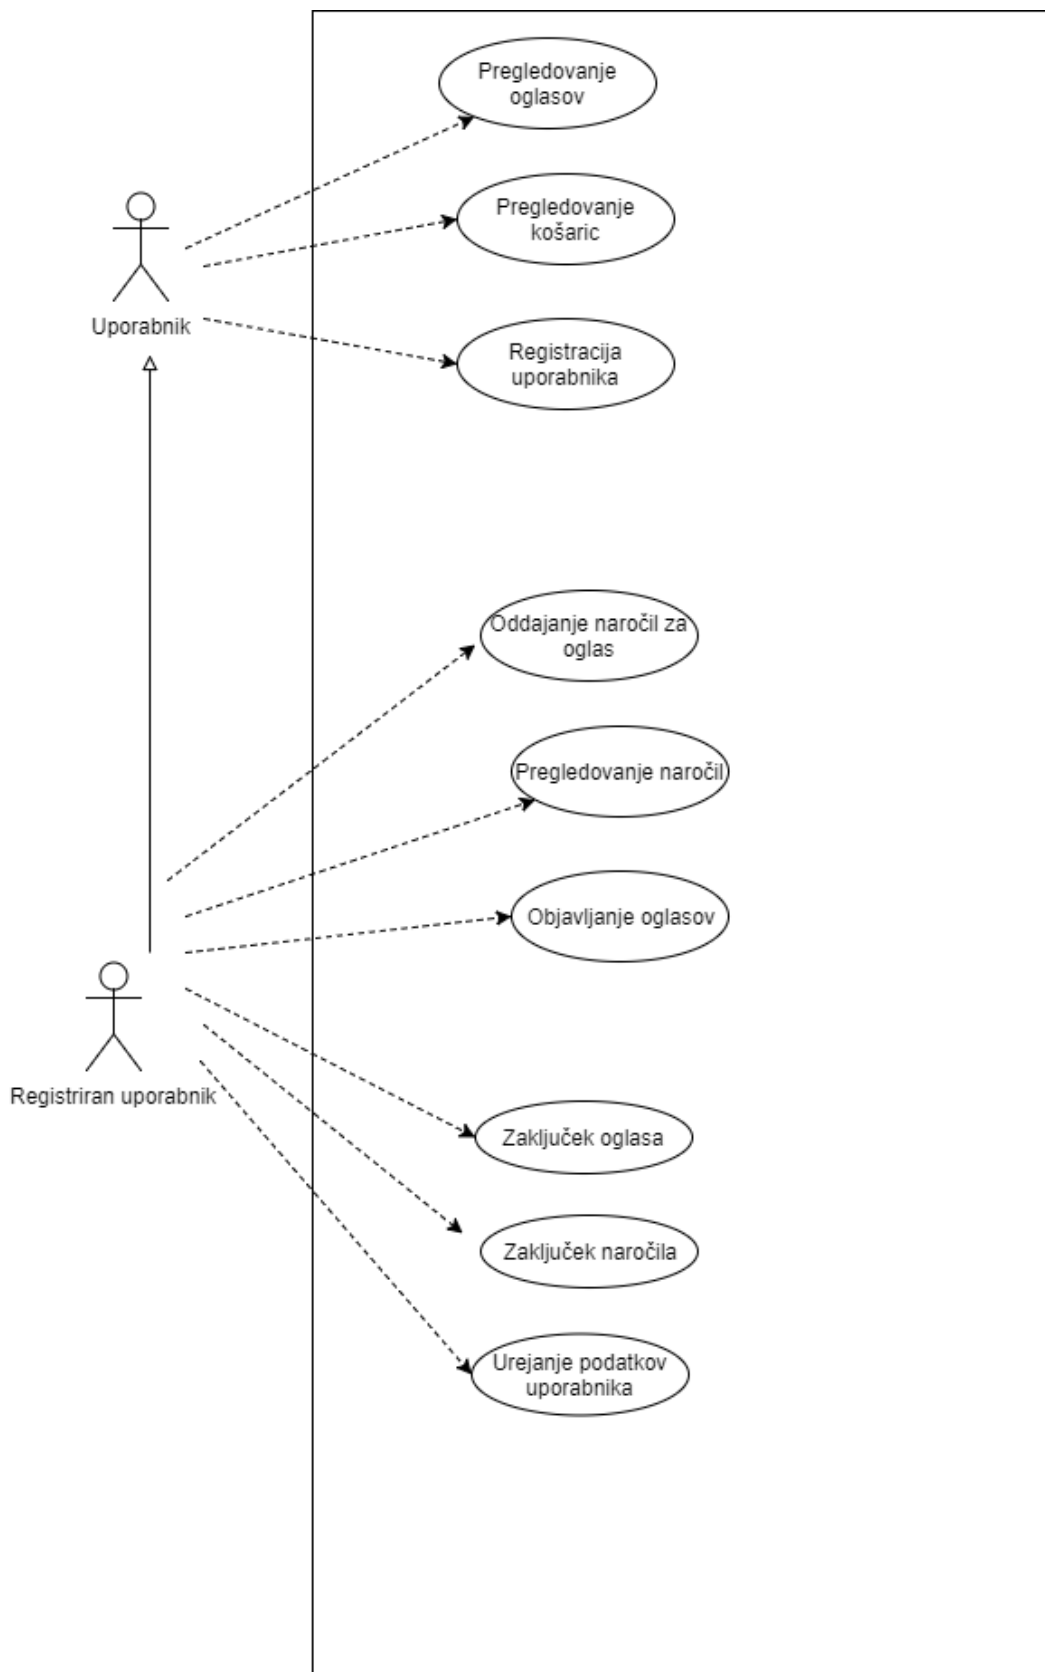 Pregledovanje
oglasov
Pregledovanje
košaric
Uporabnik
Registracija
uporabnika
Oddajanje naročil za
oglas
Pregledovanje naročil
Objavljanje oglasov
Registriran uporabnik
Zaključek oglasa
Zaključek naročila
Urejanje podatkov
uporabnika